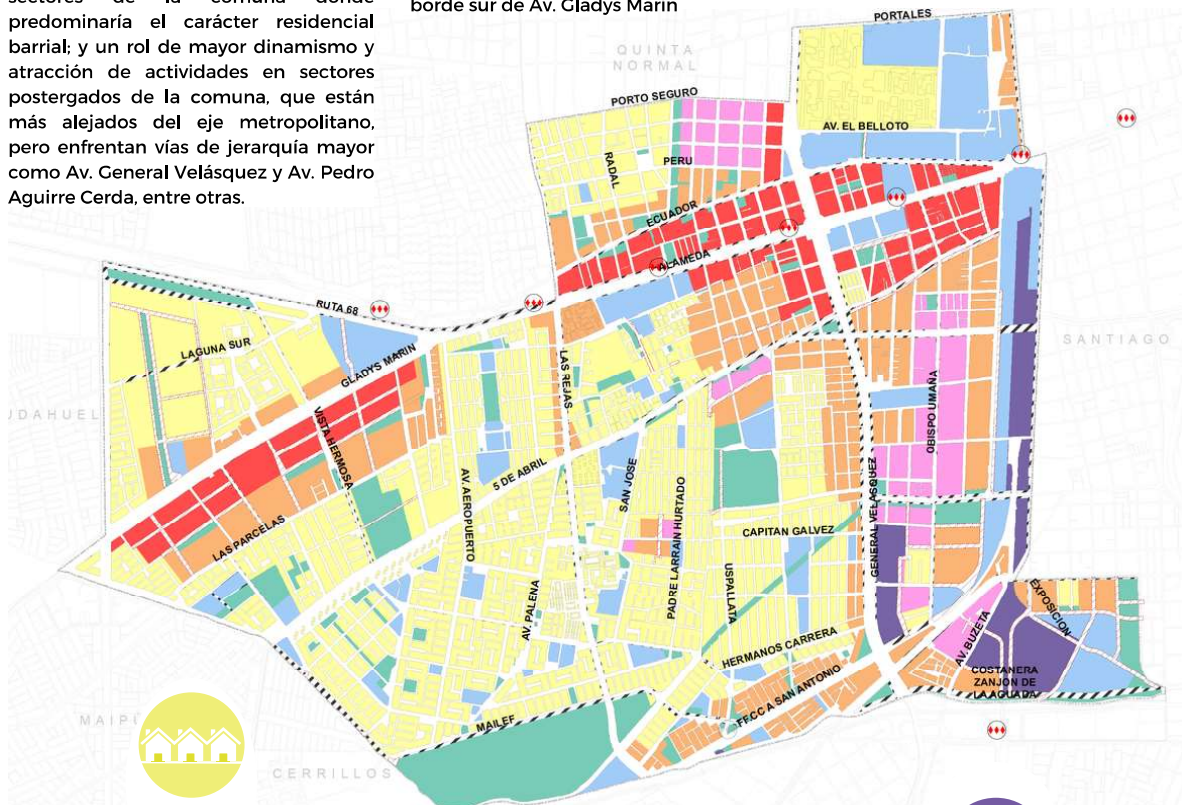 sectores de la comuna donde
predominaría el carácter residencial
barrial; y un rol de mayor dinamismo y
atracción de actividades en sectores
postergados de la comuna, que están
más alejados del eje metropolitano,
pero enfrentan vías de jerarquía mayor
como Av. General Velásquez y Av. Pedro
Aguirre Cerda, entre otras.
borde sur de Av. Gladys Marín
PORTALES
QUINTA
NORMAL
PORTO SEGURO
AV. EL BELLOTO
RADAL
PERU
ECUADOR
ALAMEDA
RUTA 68
LAGUNA SUR
GLADYS MARIN
SANTIAGO
LAS REJAS
UDAHUEL
VISTA HERMOSA
OBISPO UMAÑA
5 DE ABRIL
SAN JOSE
AV. AEROPUERTO
PADRE LARRAIN HURTADO
GENERAL VELASQUEZ
LAS PARCELAS
CAPITAN GALVEZ
USPALLATA
AV. PALENA
EXPOSICION
AV. BUZETA
HERMANOS CARRERA
COSTANERA
ZANJON DE
LA AGUADA
FF.CC A SAN ANTONIO
MAILEF
MAIPÚ
CERRILLOS